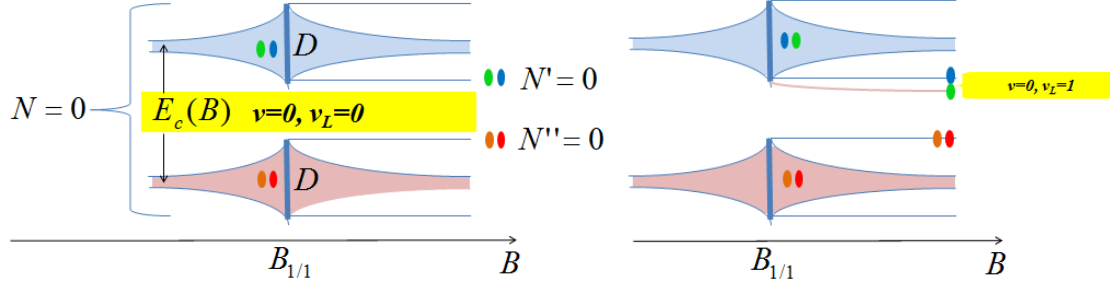 D
N' = 0
N = 0
E_c(B) v=0, v_L=0
N'' = 0
D
B_{1/1}
B
v=0, v_L=1
B_{1/1}
B